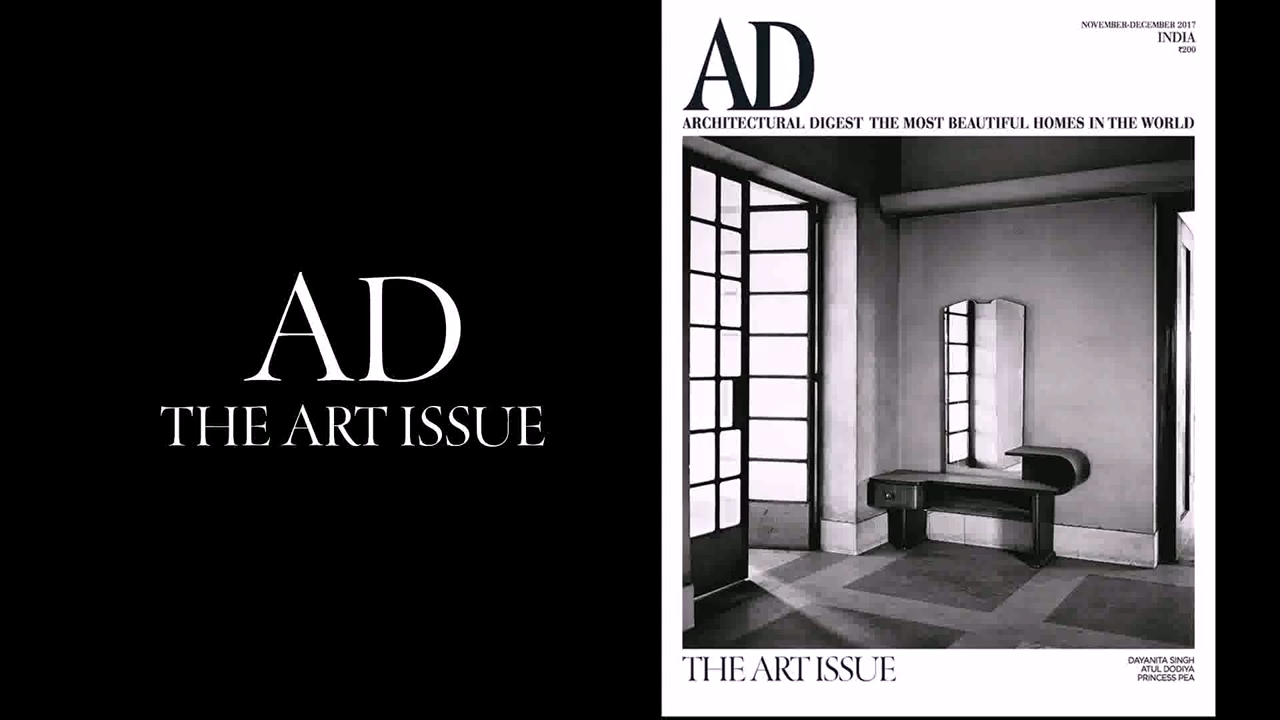 AD
THE ART ISSUE
AD
NOVEMBER-DECEMBER 2017
INDIA
₹200
ARCHITECTURAL DIGEST THE MOST BEAUTIFUL HOMES IN THE WORLD
THE ART ISSUE
DAYANITA SINGH
ATUL DODIYA
PRINCESS PEA